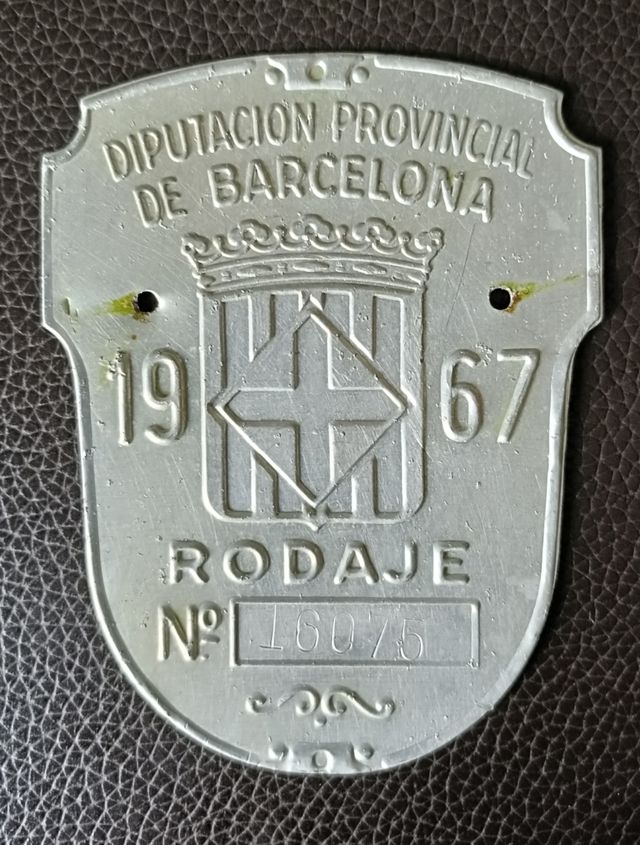 DIPUTACION PROVINCIAL
DE BARCELONA
19 67
RODAJE
Nº 16075